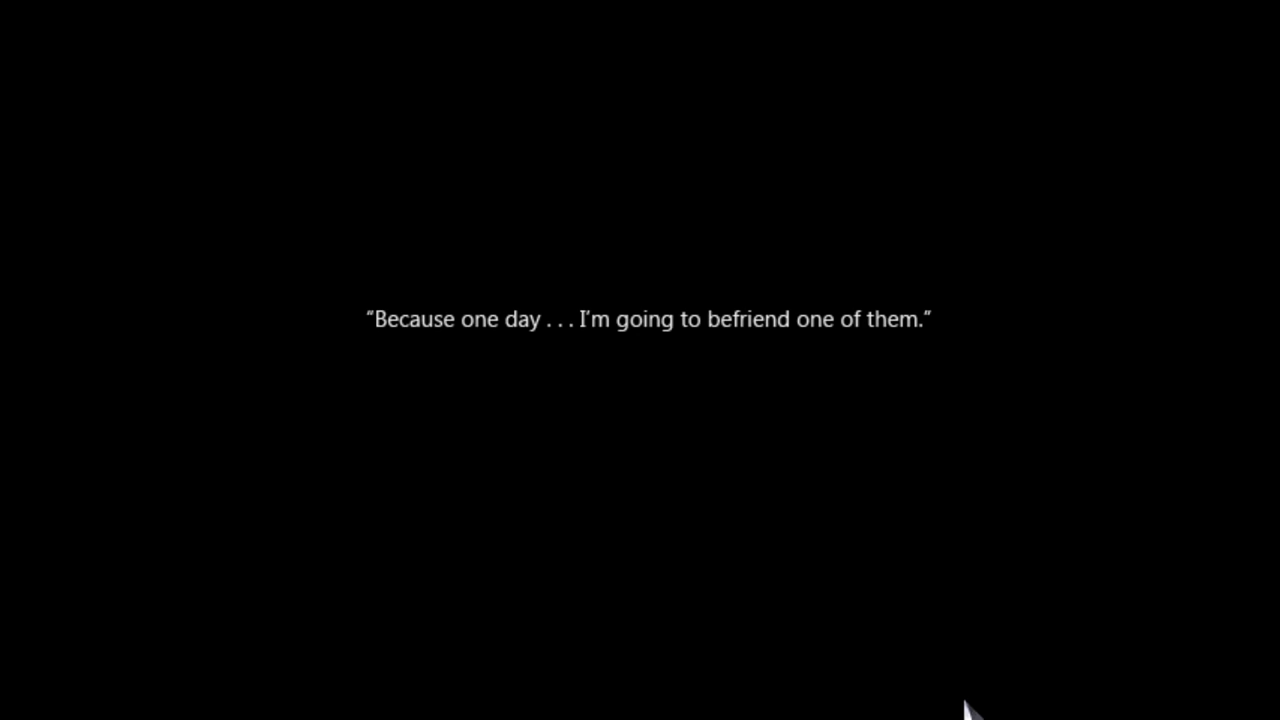 “Because one day . . . I’m going to befriend one of them.”